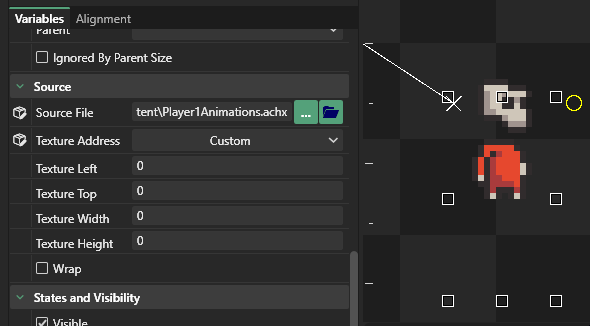 Variables Alignment
Parent
Ignored By Parent Size
Source
Source File tent\Player1Animations.achx ...
Texture Address Custom
Texture Left 0
Texture Top 0
Texture Width 0
Texture Height 0
Wrap
States and Visibility
Visible